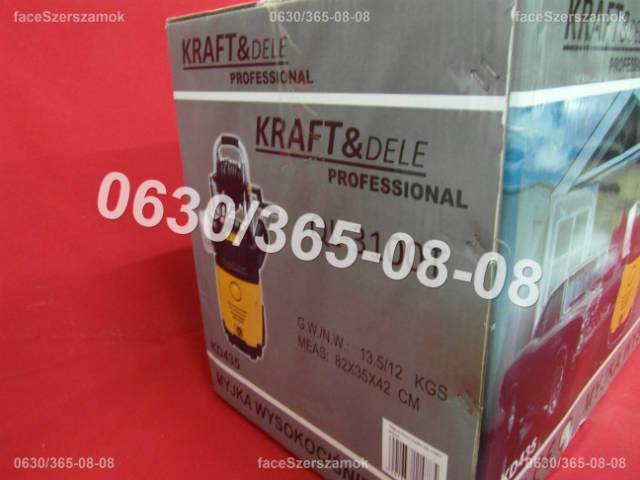 faceSzerszamok
0630/365-08-08
faceSzerszamok
KRAFT&DELE
PROFESSIONAL
KRAFT&DELE
PROFESSIONAL
0630/365-08-08
G.W./N.W.: 13.5/12 KGS
MEAS: 82X35X42 CM
KD435
MYJKA WYSOKOCIŚNI
KD435
0630/365-08-08
faceSzerszamok
0630/365-08-08